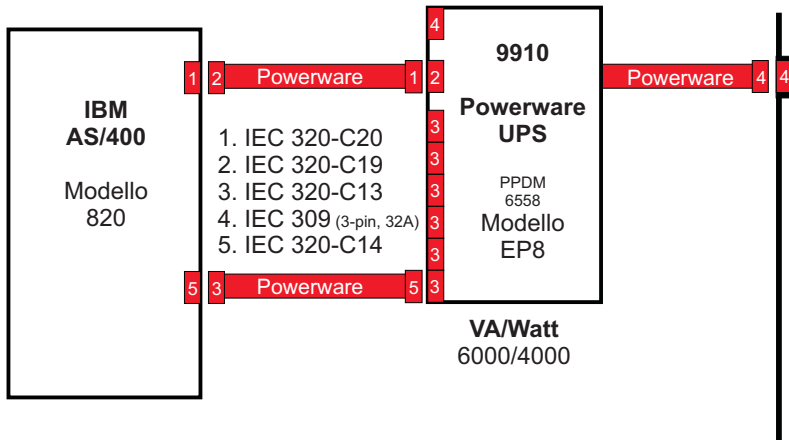 IBM
AS/400
Modello
820
1
5
2 Powerware 1
1. IEC 320-C20
2. IEC 320-C19
3. IEC 320-C13
4. IEC 309 (3-pin, 32A)
5. IEC 320-C14
3 Powerware 5
4
2
3
3
3
3
3
3
9910
Powerware
UPS
PPDM
6558
Modello
EP8
VA/Watt
6000/4000
Powerware 4
4